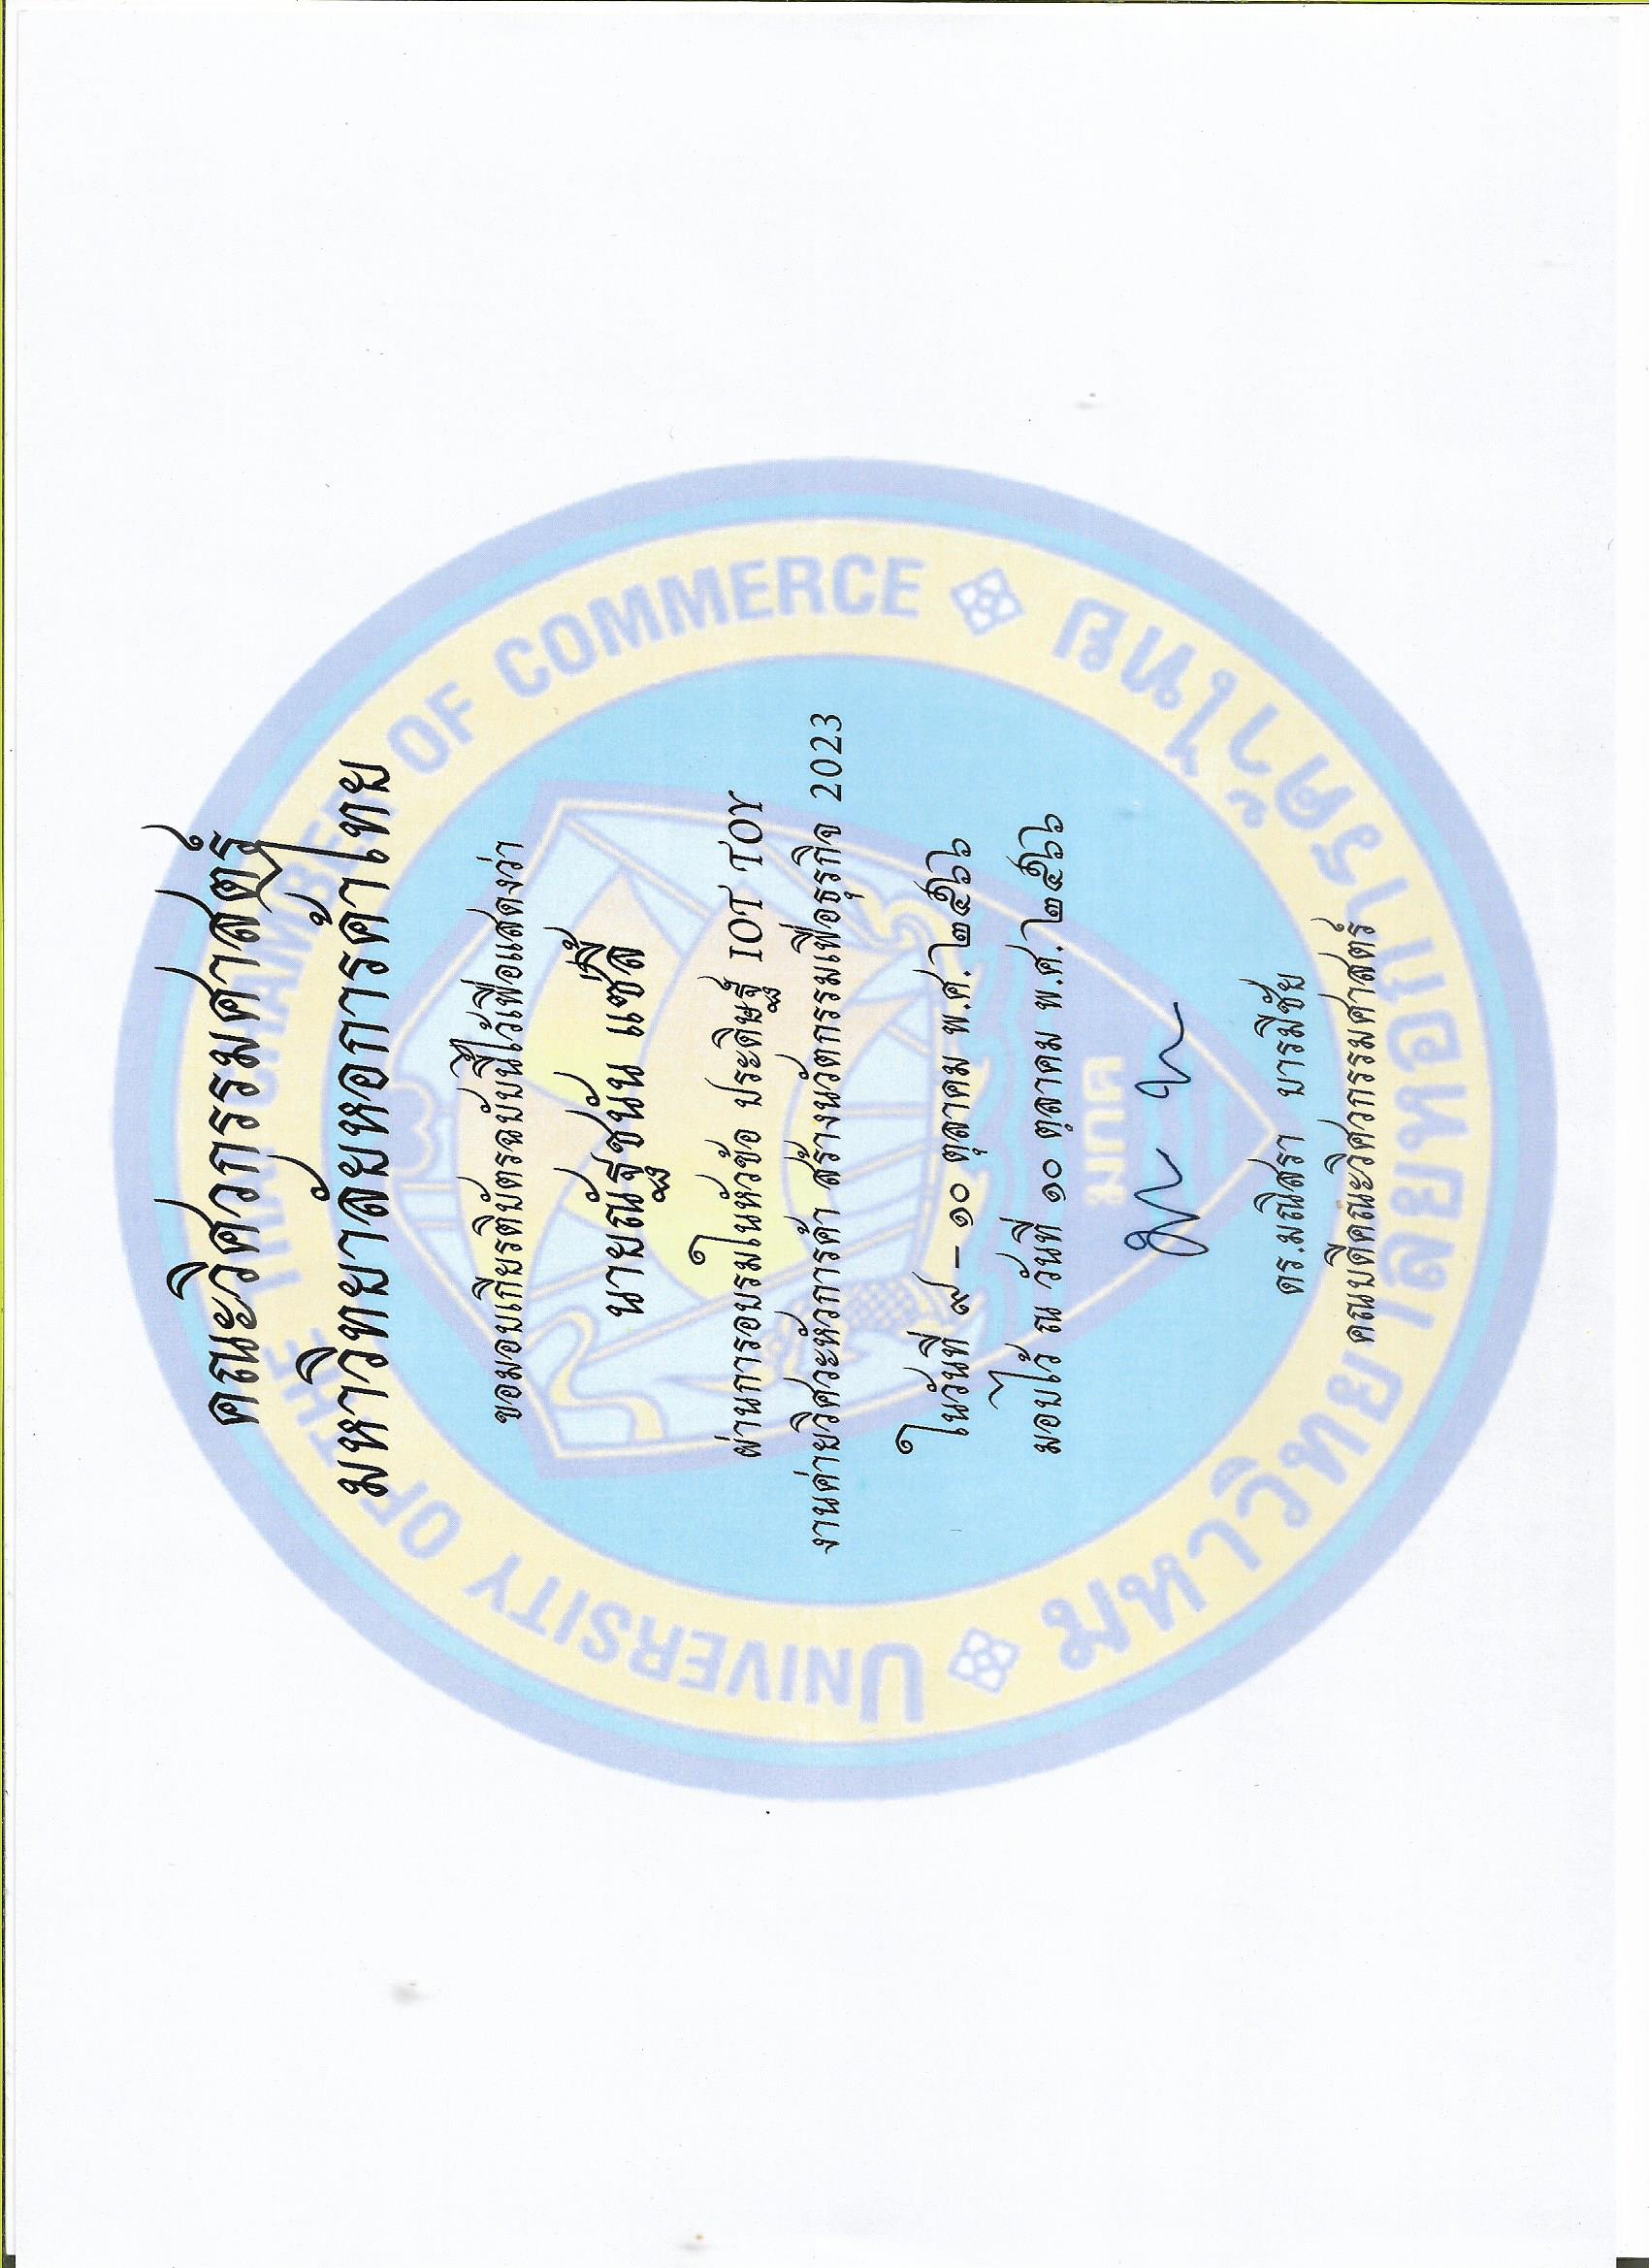 คณะวิศวกรรมศาสตร์
มหาวิทยาลัยหอการค้าไทย
ขอมอบเกียรติบัตรฉบับนี้ไว้เพื่อแสดงว่า
นายณัฐชนัน แซ่ลี้
ผ่านการอบรมในหัวข้อ ประดิษฐ์ IOT TOY
งานค่ายวิศวะหัวการค้า สร้างนวัตกรรมเพื่อธุรกิจ 2023
ในวันที่ ๙ – ๑๐ ตุลาคม พ.ศ. ๒๕๖๖
มอบไว้ ณ วันที่ ๑๐ ตุลาคม พ.ศ. ๒๕๖๖
ดร.มณิสรา บารมีชัย
คณบดีคณะวิศวกรรมศาสตร์
UNIVERSITY OF THE THAI CHAMBER OF COMMERCE
มกค
มหาวิทยาลัยหอการค้าไทย